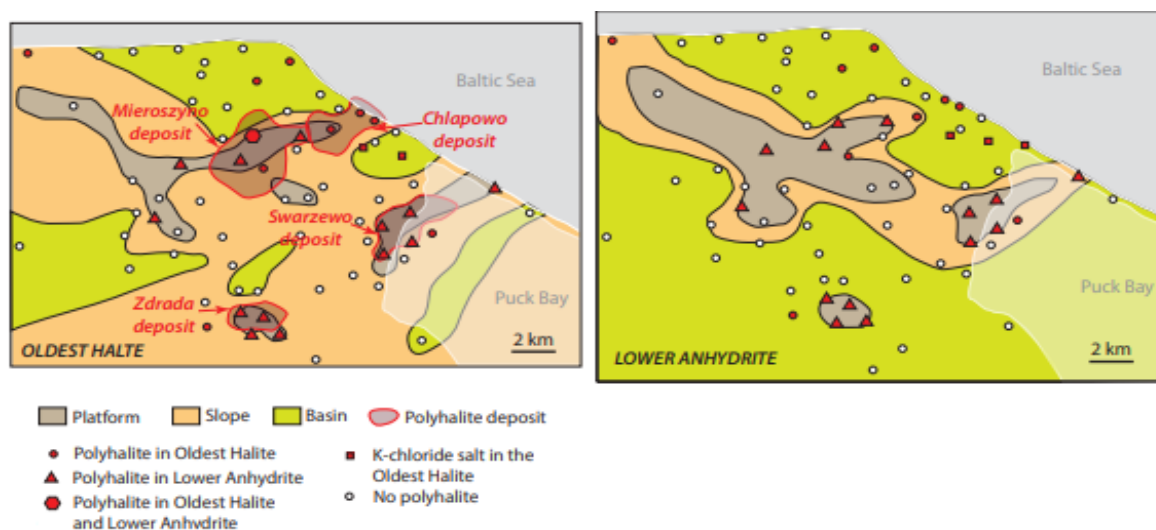 Baltic Sea
Mieroszyno
deposit
Chlapowo
deposit
Swarzewo
deposit
Zdrada
deposit
Puck Bay
OLDEST HALTE
2 km
Baltic Sea
Puck Bay
LOWER ANHYDRITE
2 km
Platform
Slope
Basin
Polyhalite deposit
Polyhalite in Oldest Halite
Polyhalite in Lower Anhydrite
Polyhalite in Oldest Halite
and Lower Anhydrite
K-chloride salt in the
Oldest Halite
No polyhalite